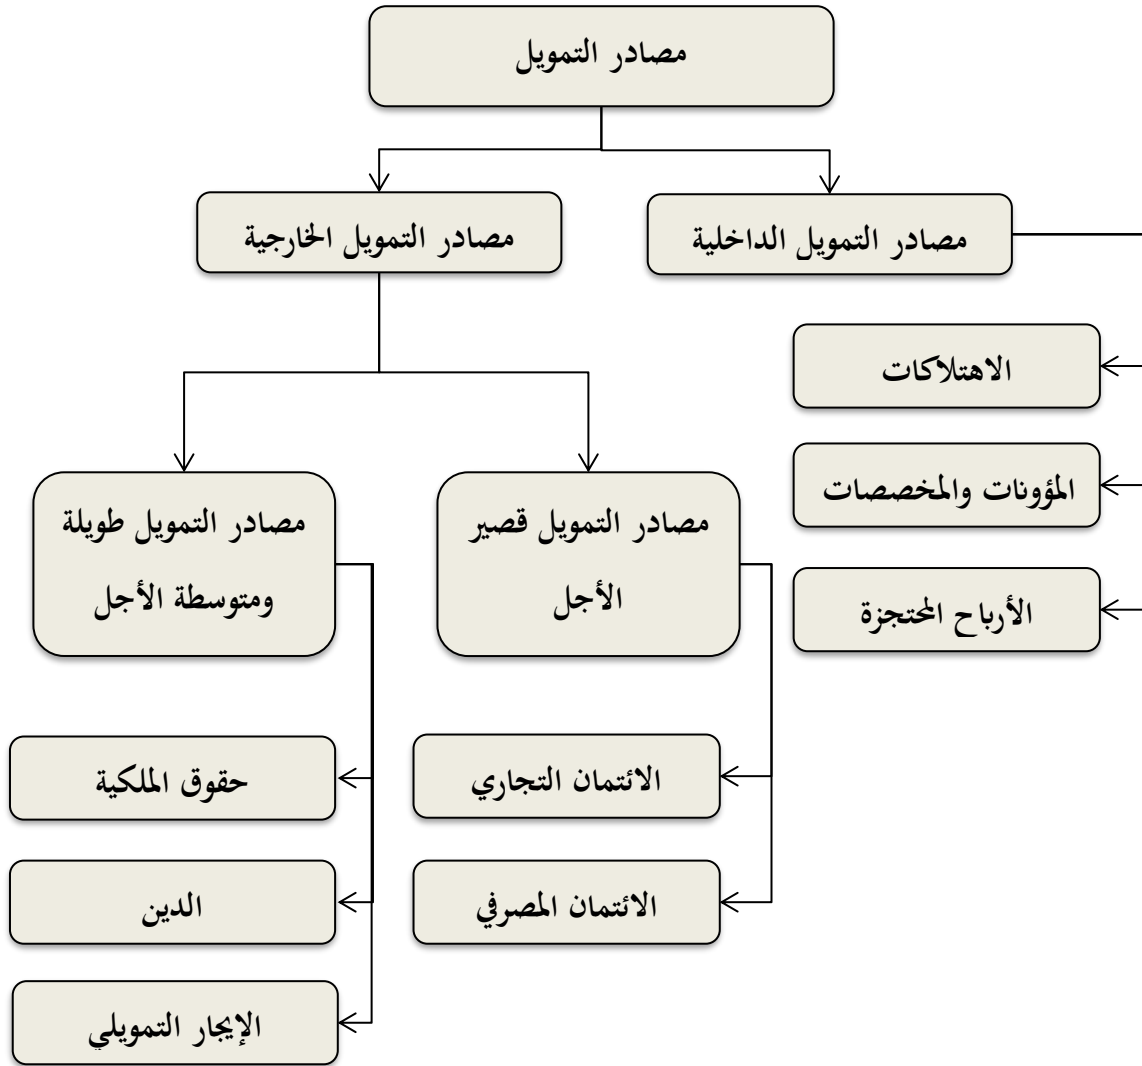 مصادر التمويل
مصادر التمويل الداخلية
مصادر التمويل الخارجية
الاهتلاكات
المؤونات والمخصصات
الأرباح المحتجزة
مصادر التمويل قصير
الأجل
مصادر التمويل طويلة
ومتوسطة الأجل
الائتمان التجاري
الائتمان المصرفي
حقوق الملكية
الدين
الإيجار التمويلي